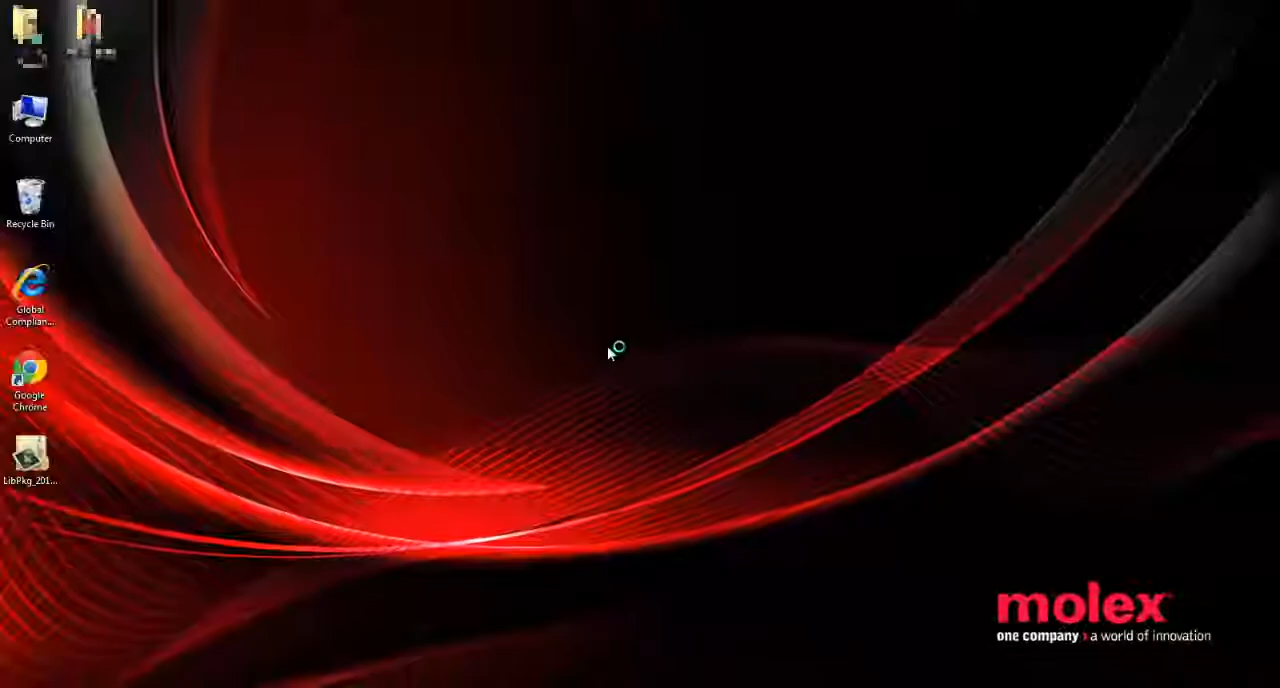 Computer
Recycle Bin
Global
Complian...
Google
Chrome
LibPkg_201...
molex
one company › a world of innovation